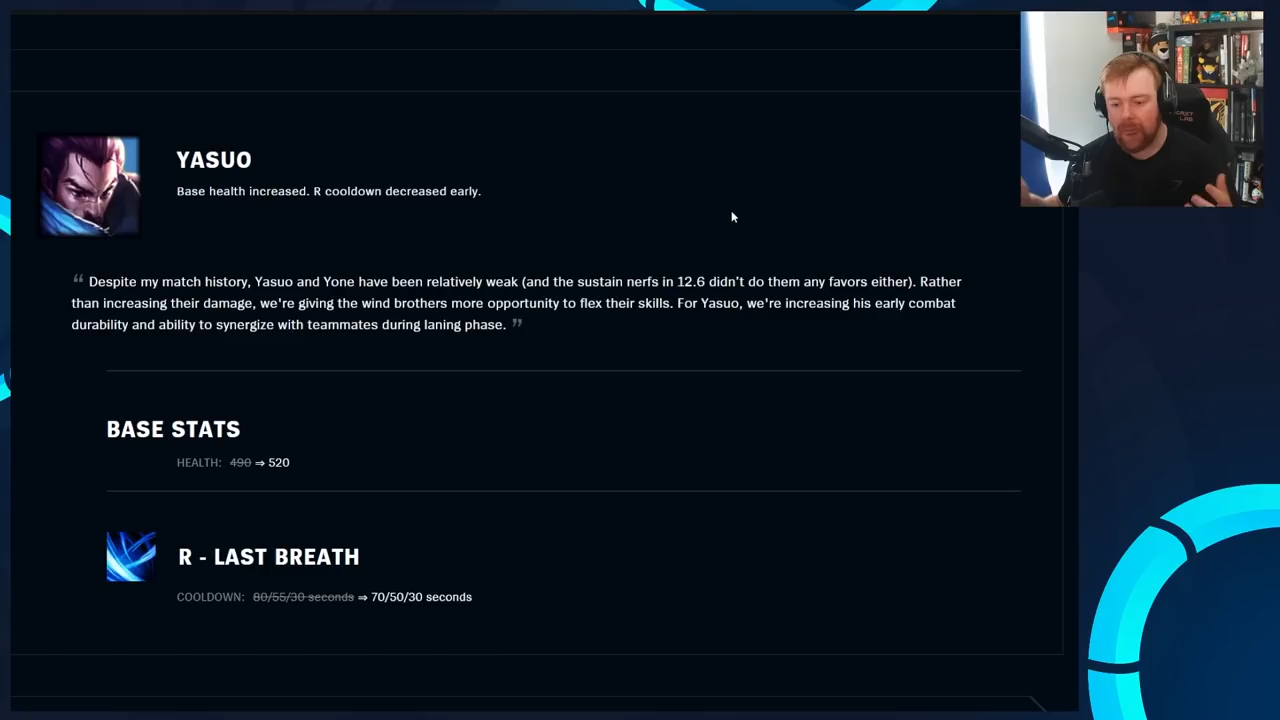 YASUO
Base health increased. R cooldown decreased early.
“ Despite my match history, Yasuo and Yone have been relatively weak (and the sustain nerfs in 12.6 didn’t do them any favors either). Rather
than increasing their damage, we're giving the wind brothers more opportunity to flex their skills. For Yasuo, we're increasing his early combat
durability and ability to synergize with teammates during laning phase. ”
BASE STATS
HEALTH: 490 ⇒ 520
R - LAST BREATH
COOLDOWN: 80/55/30 seconds ⇒ 70/50/30 seconds